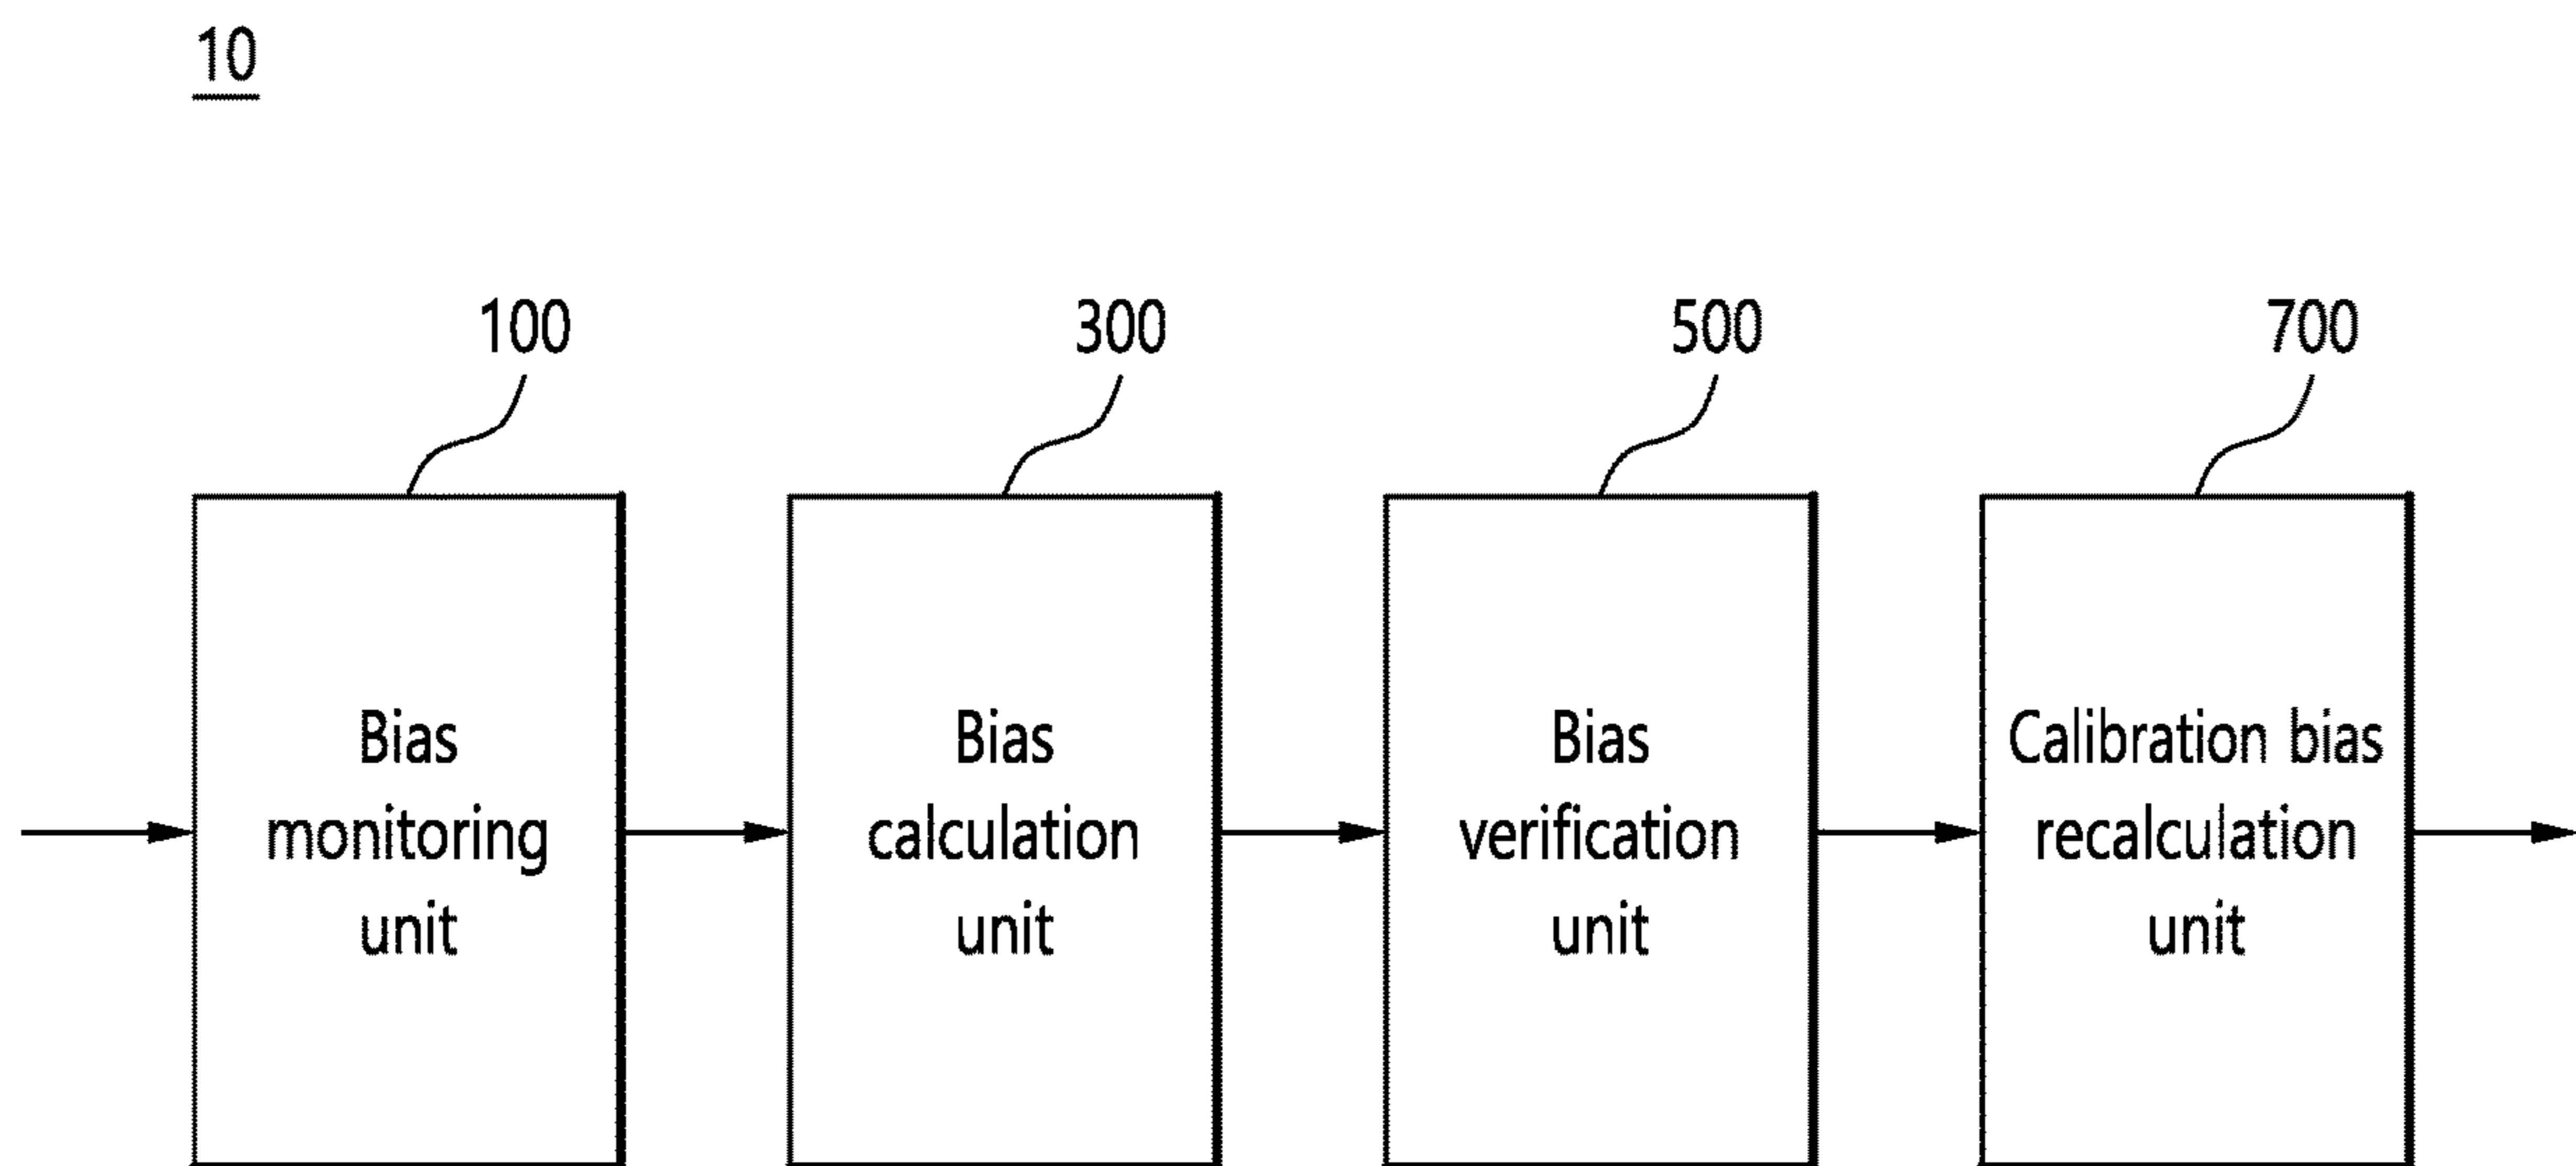 10
100
300
500
700
Bias
monitoring
unit
Bias
calculation
unit
Bias
verification
unit
Calibration bias
recalculation
unit